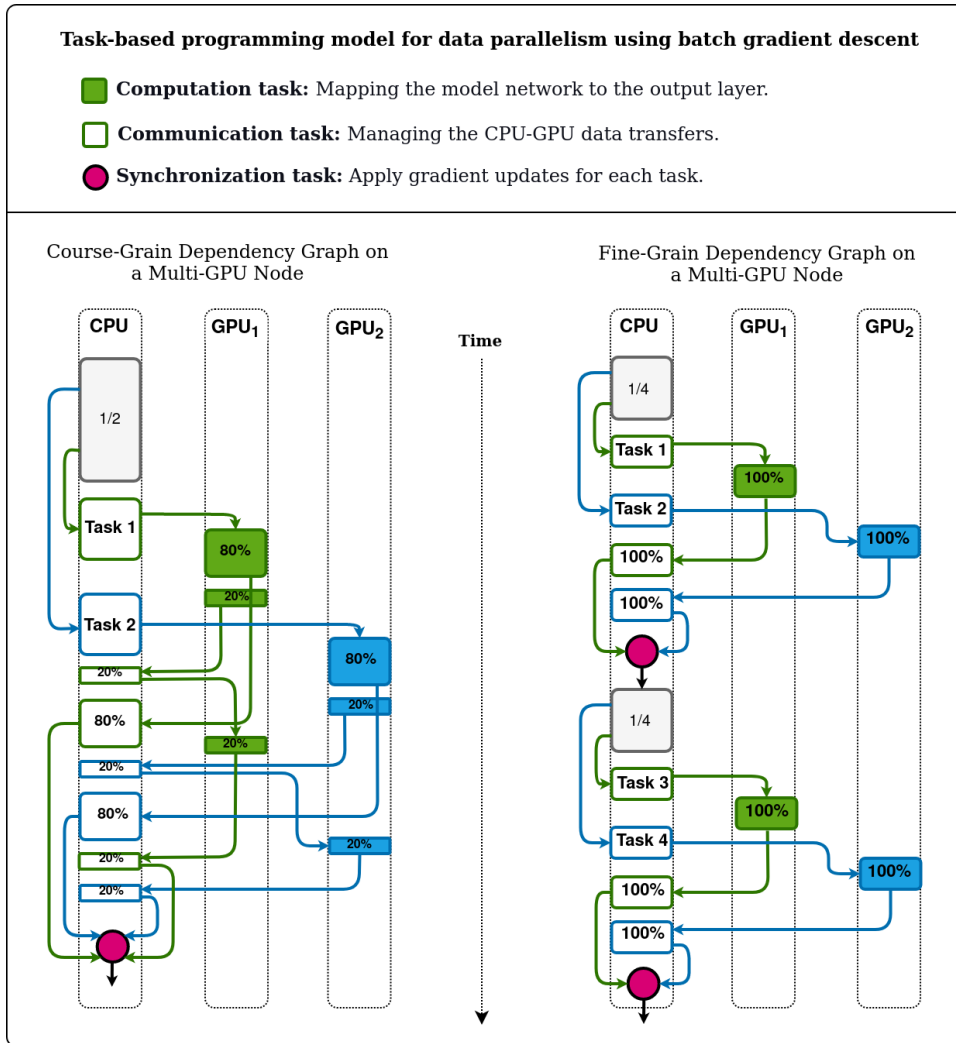 Task-based programming model for data parallelism using batch gradient descent
Computation task: Mapping the model network to the output layer.
Communication task: Managing the CPU-GPU data transfers.
Synchronization task: Apply gradient updates for each task.
Course-Grain Dependency Graph on
a Multi-GPU Node
CPU
GPU1
GPU2
1/2
Task 1
80%
20%
Task 2
80%
20%
20%
80%
20%
20%
80%
20%
20%
20%
Time
Fine-Grain Dependency Graph on
a Multi-GPU Node
CPU
GPU1
GPU2
1/4
Task 1
100%
Task 2
100%
100%
100%
1/4
Task 3
100%
Task 4
100%
100%
100%